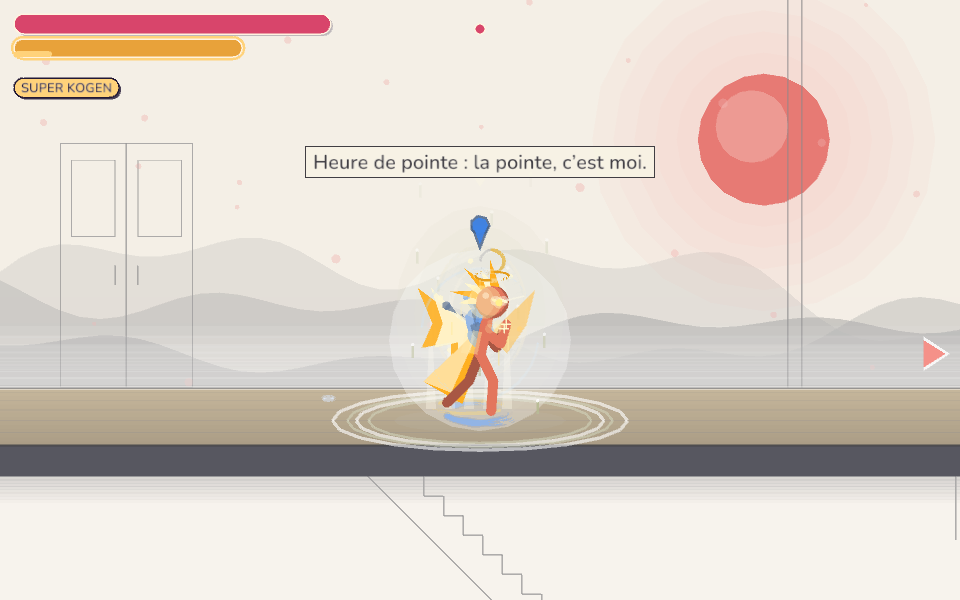 SUPER KOGEN
Heure de pointe : la pointe, c’est moi.